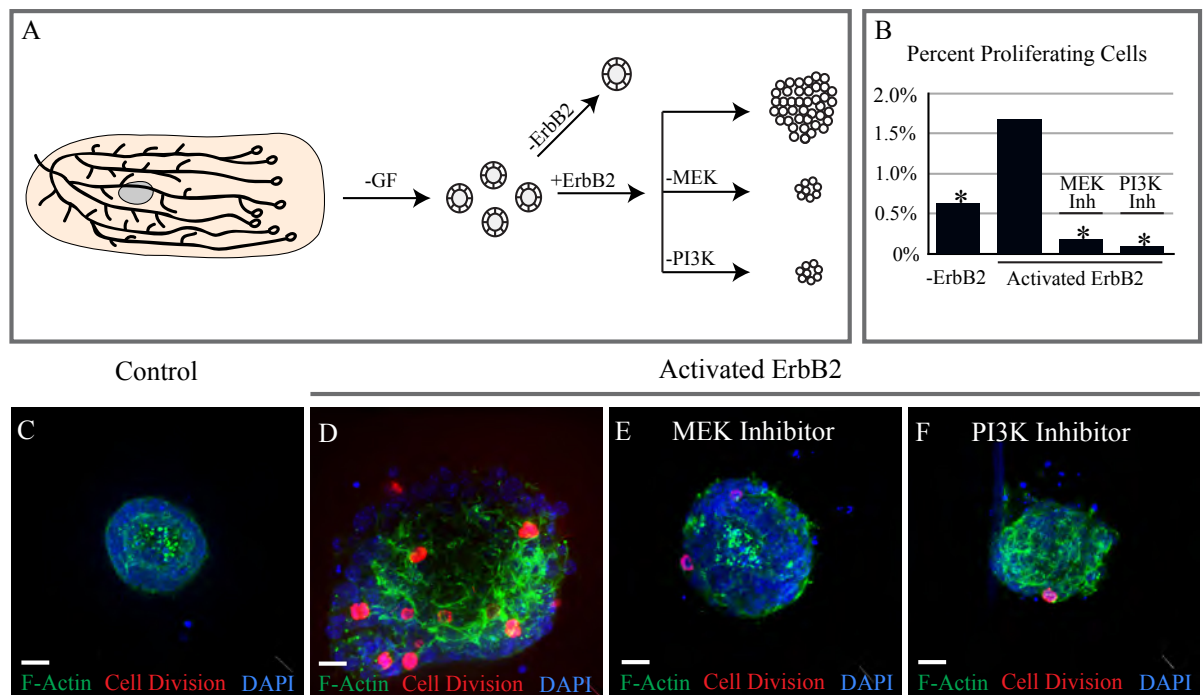 A
-GF
-ErbB2
+ErbB2
-MEK
-PI3K
B
Percent Proliferating Cells
2.0%
1.5%
1.0%
0.5%
0%
*
MEK
Inh
*
PI3K
Inh
*
-ErbB2
Activated ErbB2
Control
Activated ErbB2
C
F-Actin Cell Division DAPI
D
F-Actin Cell Division DAPI
E MEK Inhibitor
F-Actin Cell Division DAPI
F PI3K Inhibitor
F-Actin Cell Division DAPI